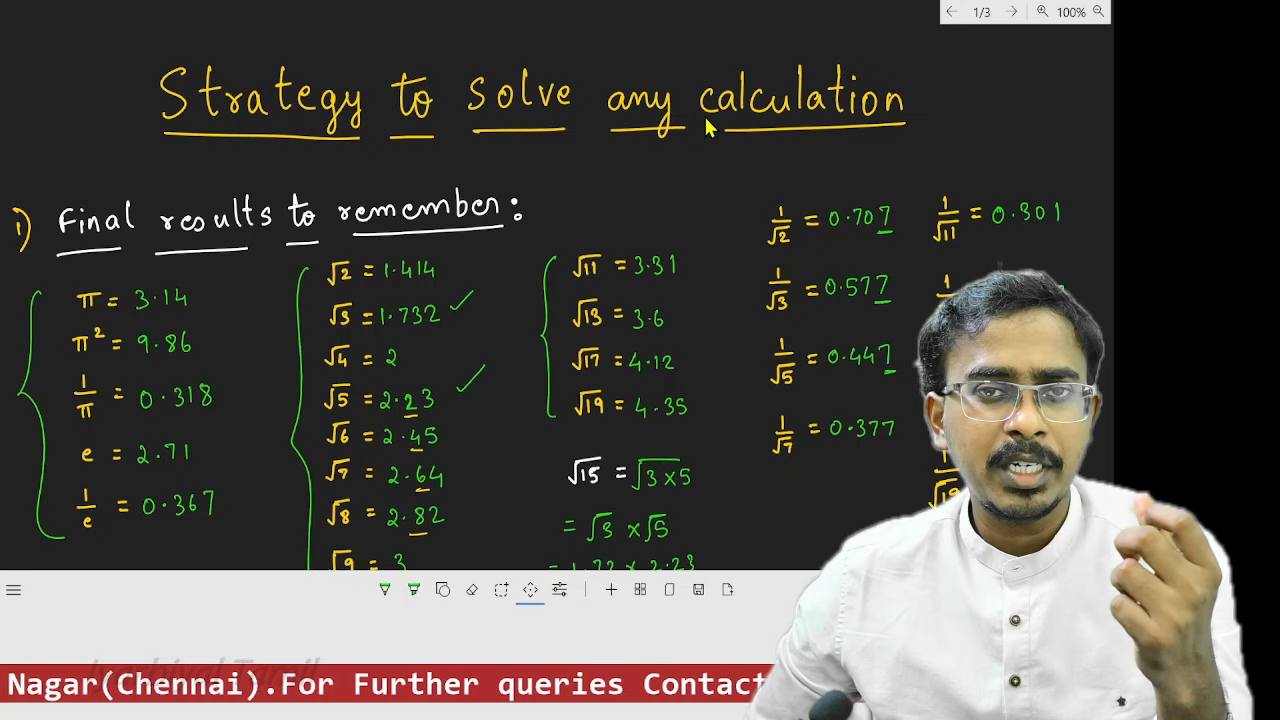 1/3 100%
Strategy to solve any calculation
1) Final results to remember:
π = 3.14
π² = 9.86
1/π = 0.318
e = 2.71
1/e = 0.367
√2 = 1.414
√3 = 1.732 ✓
√4 = 2
√5 = 2.23 ✓
√6 = 2.45
√7 = 2.64
√8 = 2.82
√9 = 3
√11 = 3.31
√13 = 3.6
√17 = 4.12
√19 = 4.35
√15 = √3×5
= √3 × √5
1/√2 = 0.707
1/√3 = 0.577
1/√5 = 0.447
1/√7 = 0.377
1/√11 = 0.301
1/√19
Iyarbiyal Tamil
Nagar(Chennai).For Further queries Contact